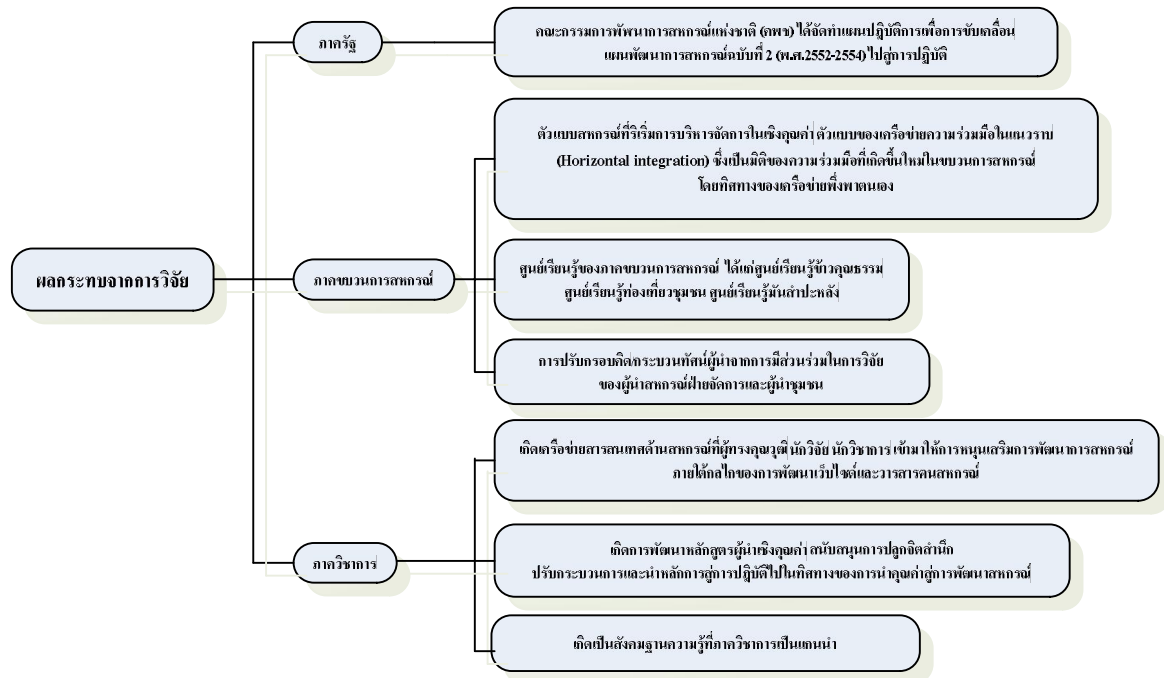 ผลกระทบจากการวิจัย
ภาครัฐ
คณะกรรมการพัฒนาการสหกรณ์แห่งชาติ (คพช) ได้จัดทำแผนปฏิบัติการเพื่อการขับเคลื่อน
แผนพัฒนาการสหกรณ์ฉบับที่ 2 (พ.ศ.2552-2554) ไปสู่การปฏิบัติ
ภาคขบวนการสหกรณ์
ตัวแบบสหกรณ์ที่ริเริ่มการบริหารจัดการในเชิงคุณค่า ตัวแบบของเครือข่ายความร่วมมือในแนวราบ
(Horizontal integration) ซึ่งเป็นมิติของความร่วมมือที่เกิดขึ้นใหม่ในขบวนการสหกรณ์
โดยทิศทางของเครือข่ายพึ่งพาตนเอง
ศูนย์เรียนรู้ของภาคขบวนการสหกรณ์ ได้แก่ศูนย์เรียนรู้ข้าวคุณธรรม
ศูนย์เรียนรู้ท่องเที่ยวชุมชน ศูนย์เรียนรู้มันสำปะหลัง
การปรับกรอบคิด/กระบวนทัศน์ผู้นำจากการมีส่วนร่วมในการวิจัย
ของผู้นำสหกรณ์ฝ่ายจัดการและผู้นำชุมชน
ภาควิชาการ
เกิดเครือข่ายสารสนเทศด้านสหกรณ์ที่ผู้ทรงคุณวุฒิ นักวิจัย นักวิชาการ เข้ามาให้การหนุนเสริมการพัฒนาการสหกรณ์
ภายใต้กลไกของการพัฒนาเว็บไซต์และวารสารคนสหกรณ์
เกิดการพัฒนาหลักสูตรผู้นำเชิงคุณค่า สนับสนุนการปลูกจิตสำนึก
ปรับกระบวนการและนำหลักการสู่การปฏิบัติไปในทิศทางของการนำคุณค่าสู่การพัฒนาสหกรณ์
เกิดเป็นสังคมฐานความรู้ที่ภาควิชาการเป็นแกนนำ